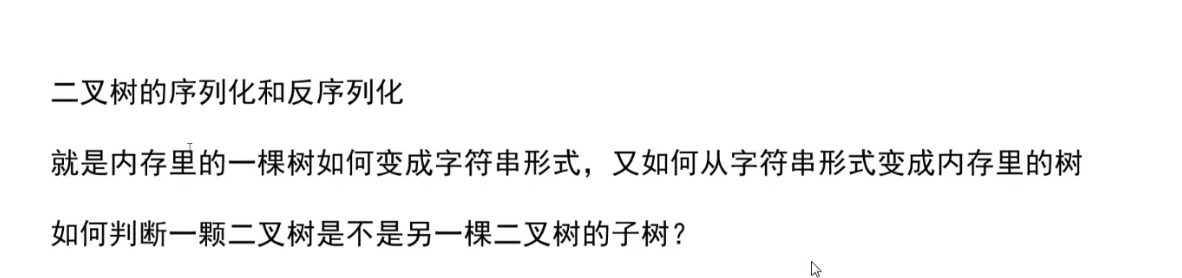 二叉树的序列化和反序列化
就是内存里的一棵树如何变成字符串形式，又如何从字符串形式变成内存里的树
如何判断一颗二叉树是不是另一棵二叉树的子树？